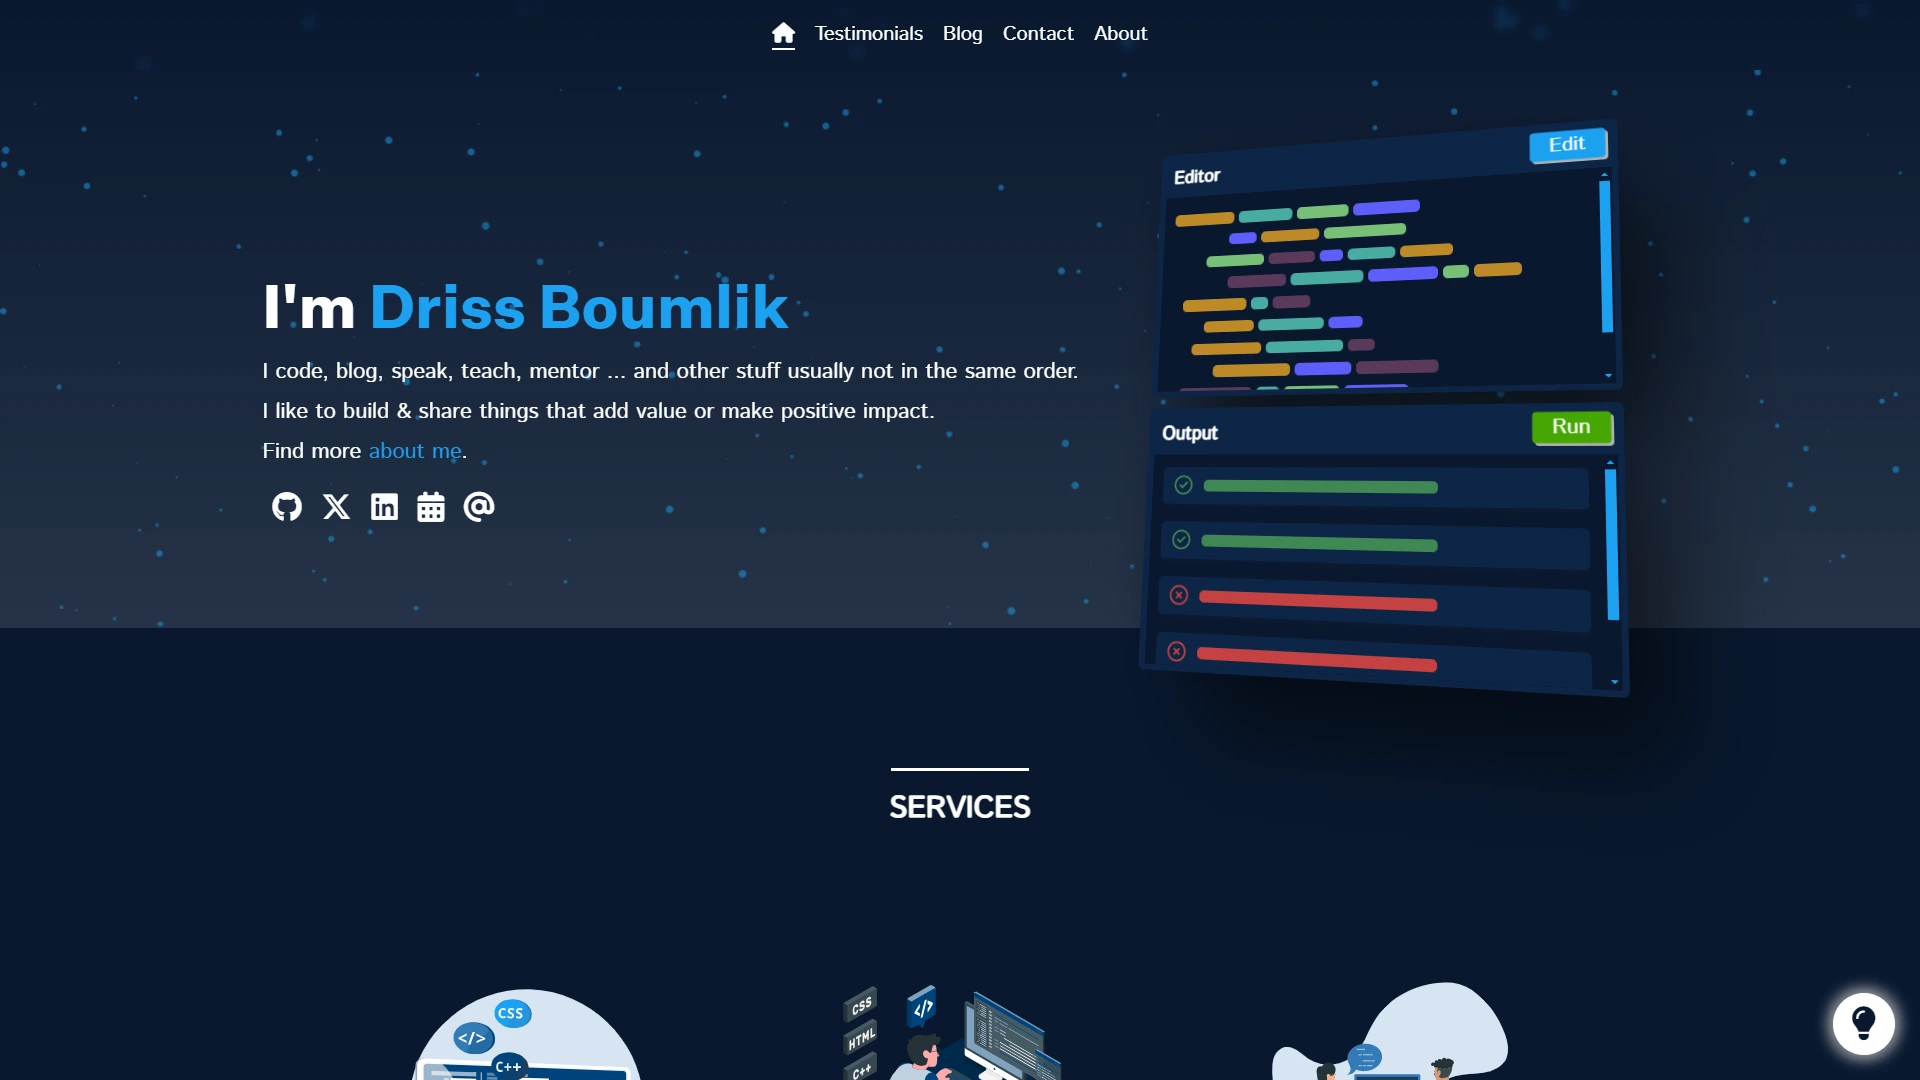 Testimonials Blog Contact About
Edit
Editor
I'm Driss Boumlik
I code, blog, speak, teach, mentor ... and other stuff usually not in the same order.
I like to build & share things that add value or make positive impact.
Find more about me.
Output
Run
SERVICES
CSS
</>
C++
CSS
</>
HTML
C++